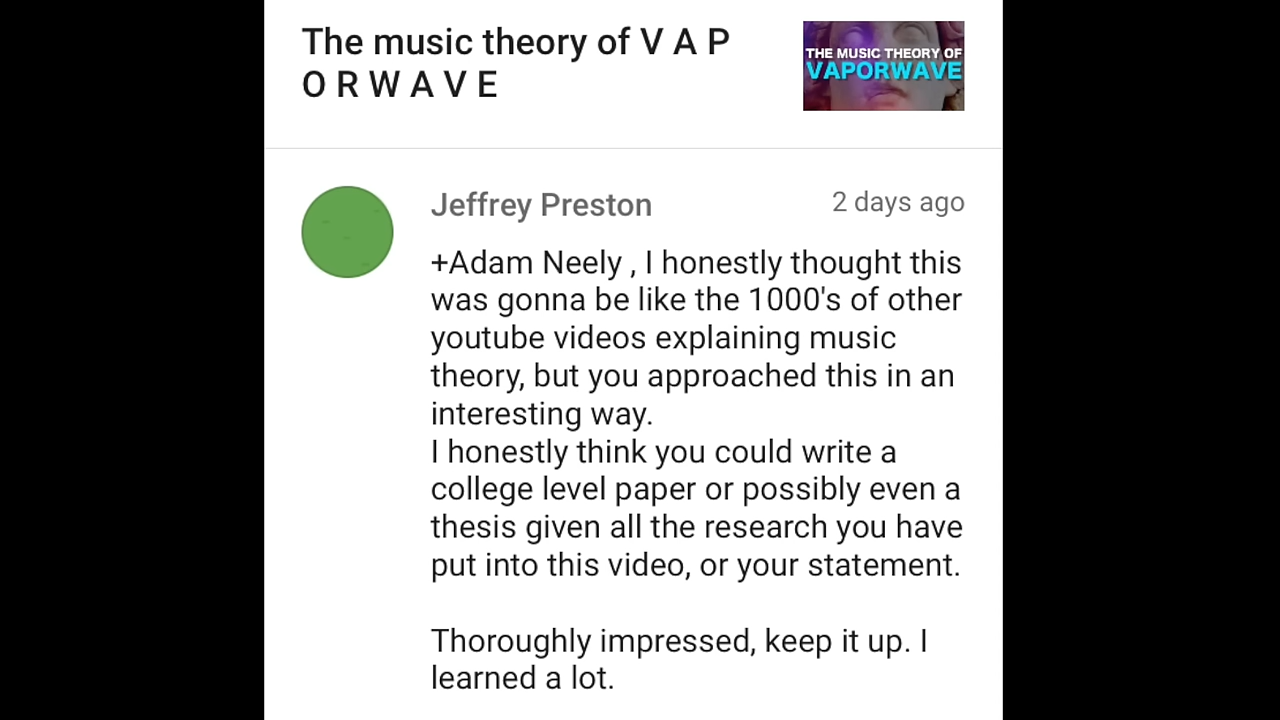 The music theory of V A P
O R W A V E
THE MUSIC THEORY OF
VAPORWAVE
Jeffrey Preston
2 days ago
+Adam Neely , I honestly thought this
was gonna be like the 1000's of other
youtube videos explaining music
theory, but you approached this in an
interesting way.
I honestly think you could write a
college level paper or possibly even a
thesis given all the research you have
put into this video, or your statement.
Thoroughly impressed, keep it up. I
learned a lot.